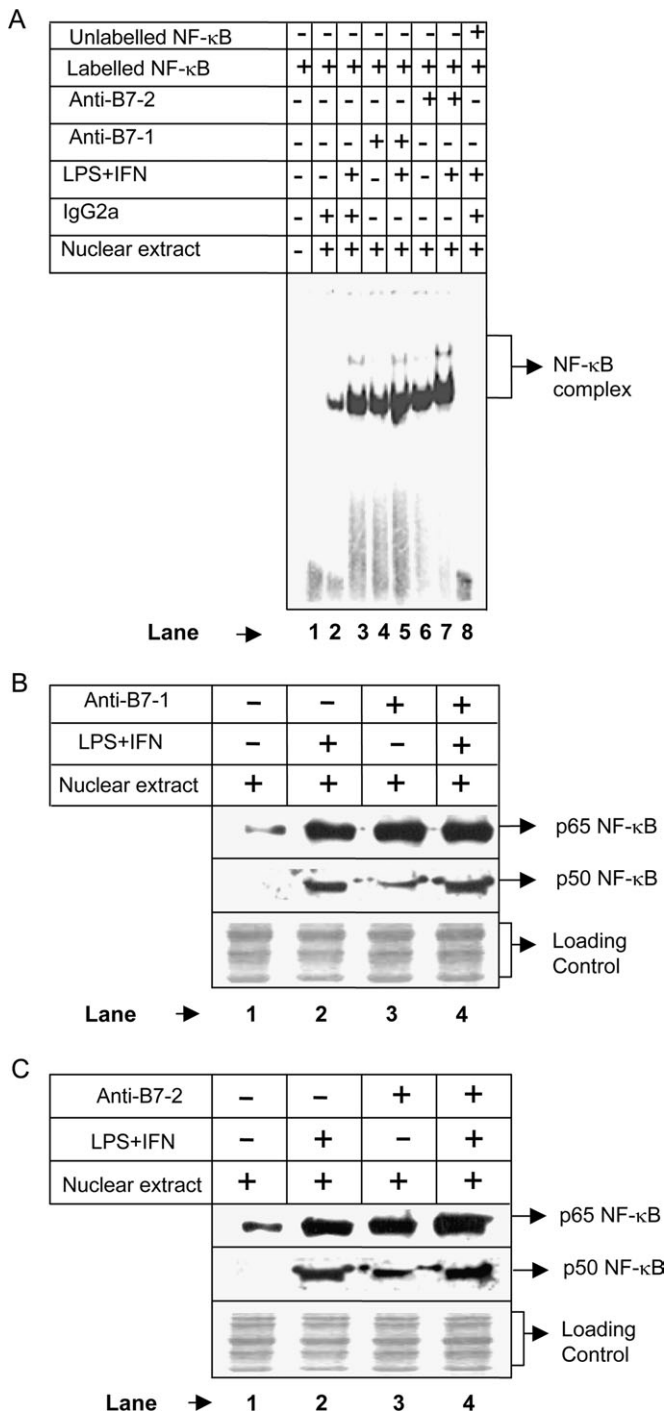 A
Unlabelled NF-κB - - - - - - - +
Labelled NF-κB + + + + + + + +
Anti-B7-2 - - - - - + + -
Anti-B7-1 - - - + + - - -
LPS+IFN - - + - + - + +
IgG2a - + + - - - - +
Nuclear extract - + + + + + + +
NF-κB
complex
Lane 1 2 3 4 5 6 7 8
B
Anti-B7-1 - - + +
LPS+IFN - + - +
Nuclear extract + + + +
p65 NF-κB
p50 NF-κB
Loading
Control
Lane 1 2 3 4
C
Anti-B7-2 - - + +
LPS+IFN - + - +
Nuclear extract + + + +
p65 NF-κB
p50 NF-κB
Loading
Control
Lane 1 2 3 4